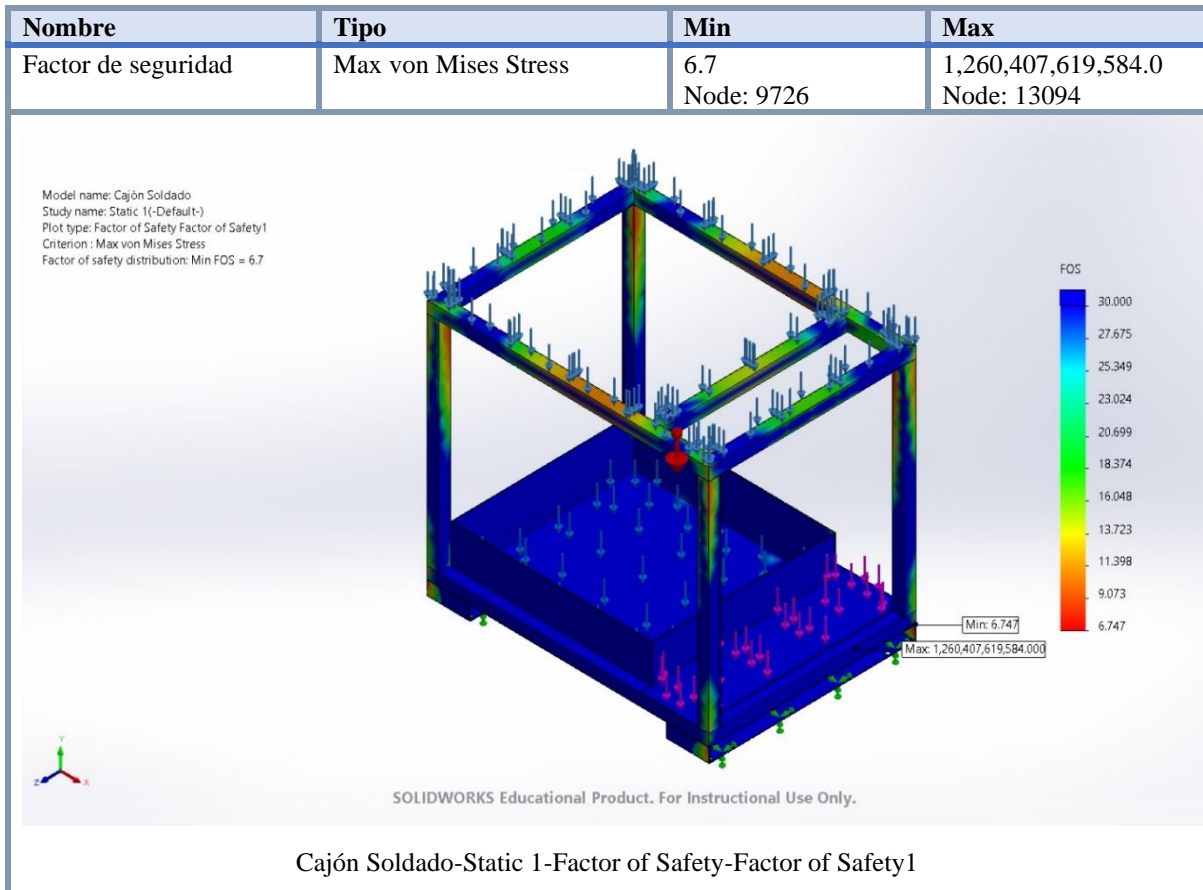 Nombre Tipo Min Max
Factor de seguridad Max von Mises Stress 6.7 1,260,407,619,584.0
Node: 9726 Node: 13094
Model name: Cajón Soldado
Study name: Static 1(-Default-)
Plot type: Factor of Safety Factor of Safety1
Criterion : Max von Mises Stress
Factor of safety distribution: Min FOS = 6.7
FOS
30.000
27.675
25.349
23.024
20.699
18.374
16.048
13.723
11.398
9.073
6.747
Min: 6.747
Max: 1,260,407,619,584.000
Y
Z X
SOLIDWORKS Educational Product. For Instructional Use Only.
Cajón Soldado-Static 1-Factor of Safety-Factor of Safety1